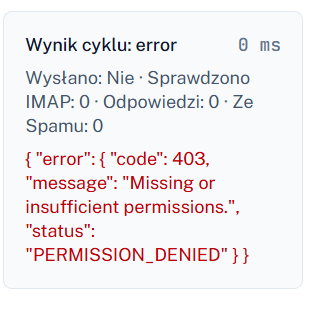 Wynik cyklu: error 0 ms
Wysłano: Nie · Sprawdzono
IMAP: 0 · Odpowiedzi: 0 · Ze
Spamu: 0
{ "error": { "code": 403,
"message": "Missing or
insufficient permissions.",
"status":
"PERMISSION_DENIED" } }